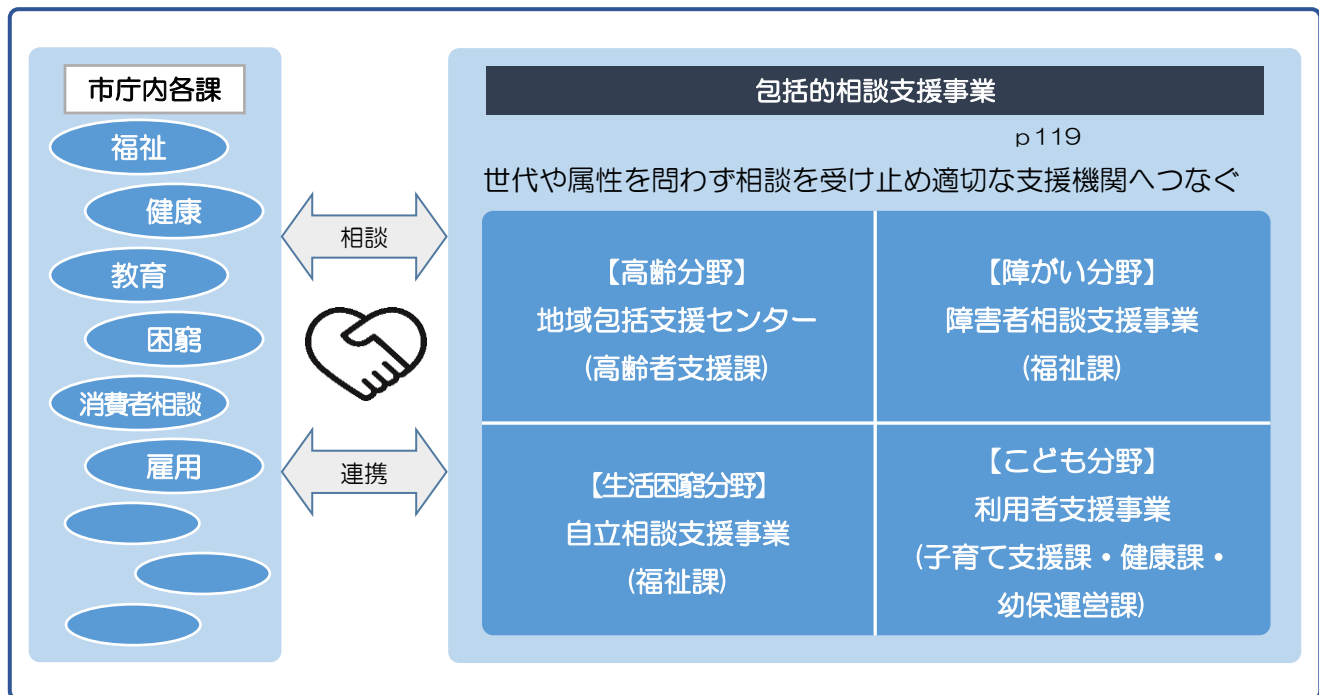 市庁内各課
福祉
健康
教育
困窮
消費者相談
雇用
相談
連携
包括的相談支援事業
p119
世代や属性を問わず相談を受け止め適切な支援機関へつなぐ
【高齢分野】
地域包括支援センター
(高齢者支援課)
【障がい分野】
障害者相談支援事業
(福祉課)
【生活困窮分野】
自立相談支援事業
(福祉課)
【こども分野】
利用者支援事業
(子育て支援課・健康課・
幼保運営課)